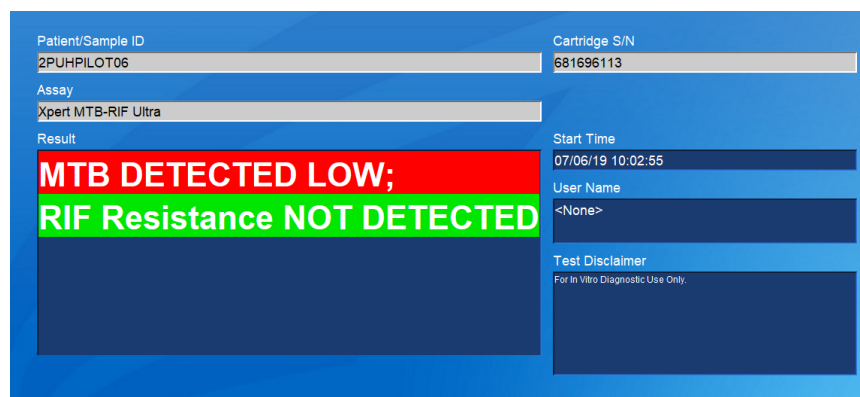 Patient/Sample ID
2PUHPILOT06
Cartridge S/N
681696113
Assay
Xpert MTB-RIF Ultra
Result
MTB DETECTED LOW;
RIF Resistance NOT DETECTED
Start Time
07/06/19 10:02:55
User Name
<None>
Test Disclaimer
For In Vitro Diagnostic Use Only.